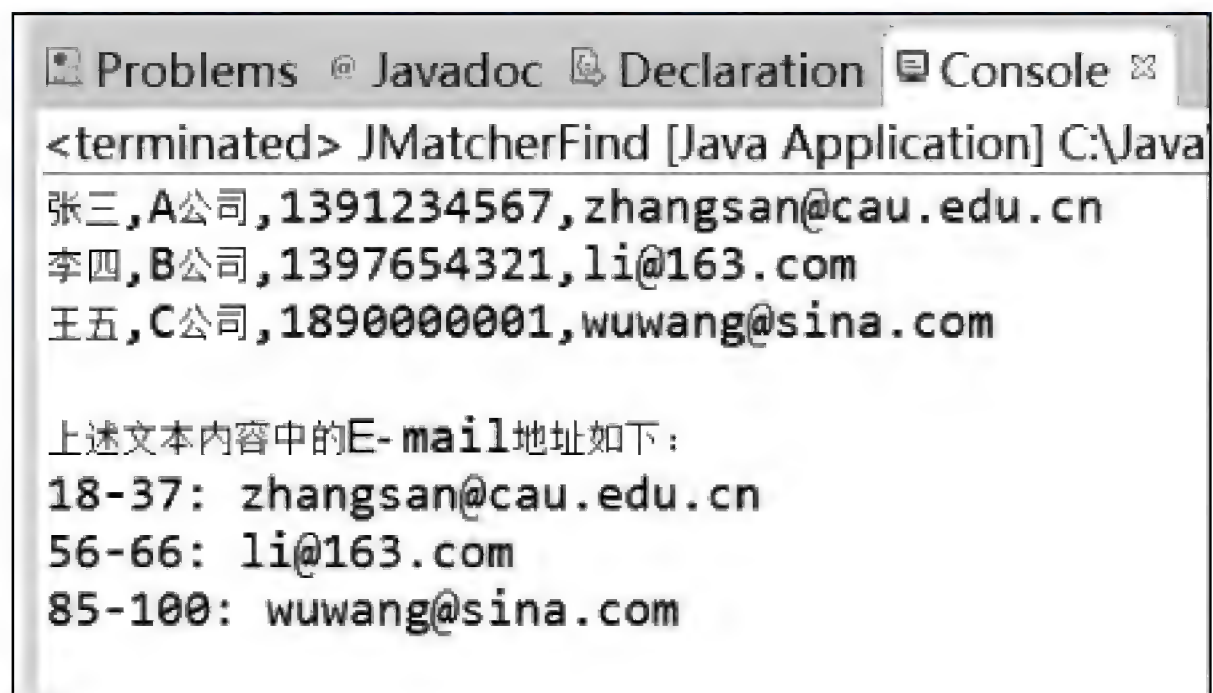 Problems @ Javadoc Declaration Console
<terminated> JMatcherFind [Java Application] C:\Java\
张三,A公司,1391234567,zhangsan@cau.edu.cn
李四,B公司,1397654321,li@163.com
王五,C公司,1890000001,wuwang@sina.com
上述文本内容中的E-mail地址如下：
18-37: zhangsan@cau.edu.cn
56-66: li@163.com
85-100: wuwang@sina.com